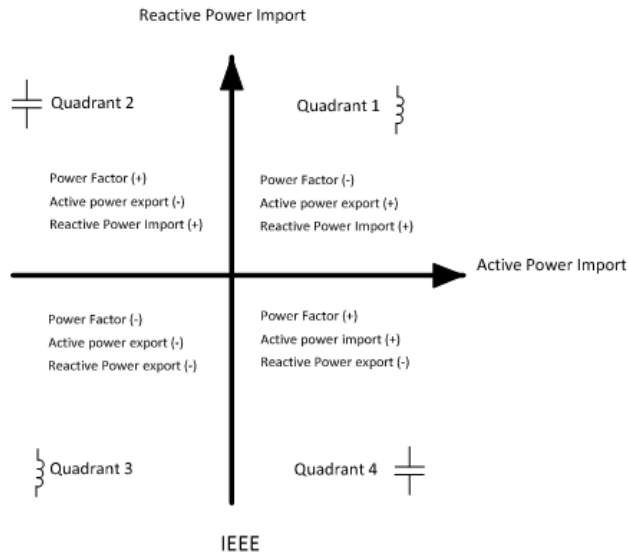 Reactive Power Import
Quadrant 2
Quadrant 1
Power Factor (+)
Active power export (-)
Reactive Power Import (+)
Power Factor (-)
Active power export (+)
Reactive Power Import (+)
Active Power Import
Power Factor (-)
Active power export (-)
Reactive Power export (-)
Power Factor (+)
Active power import (+)
Reactive Power export (-)
Quadrant 3
Quadrant 4
IEEE